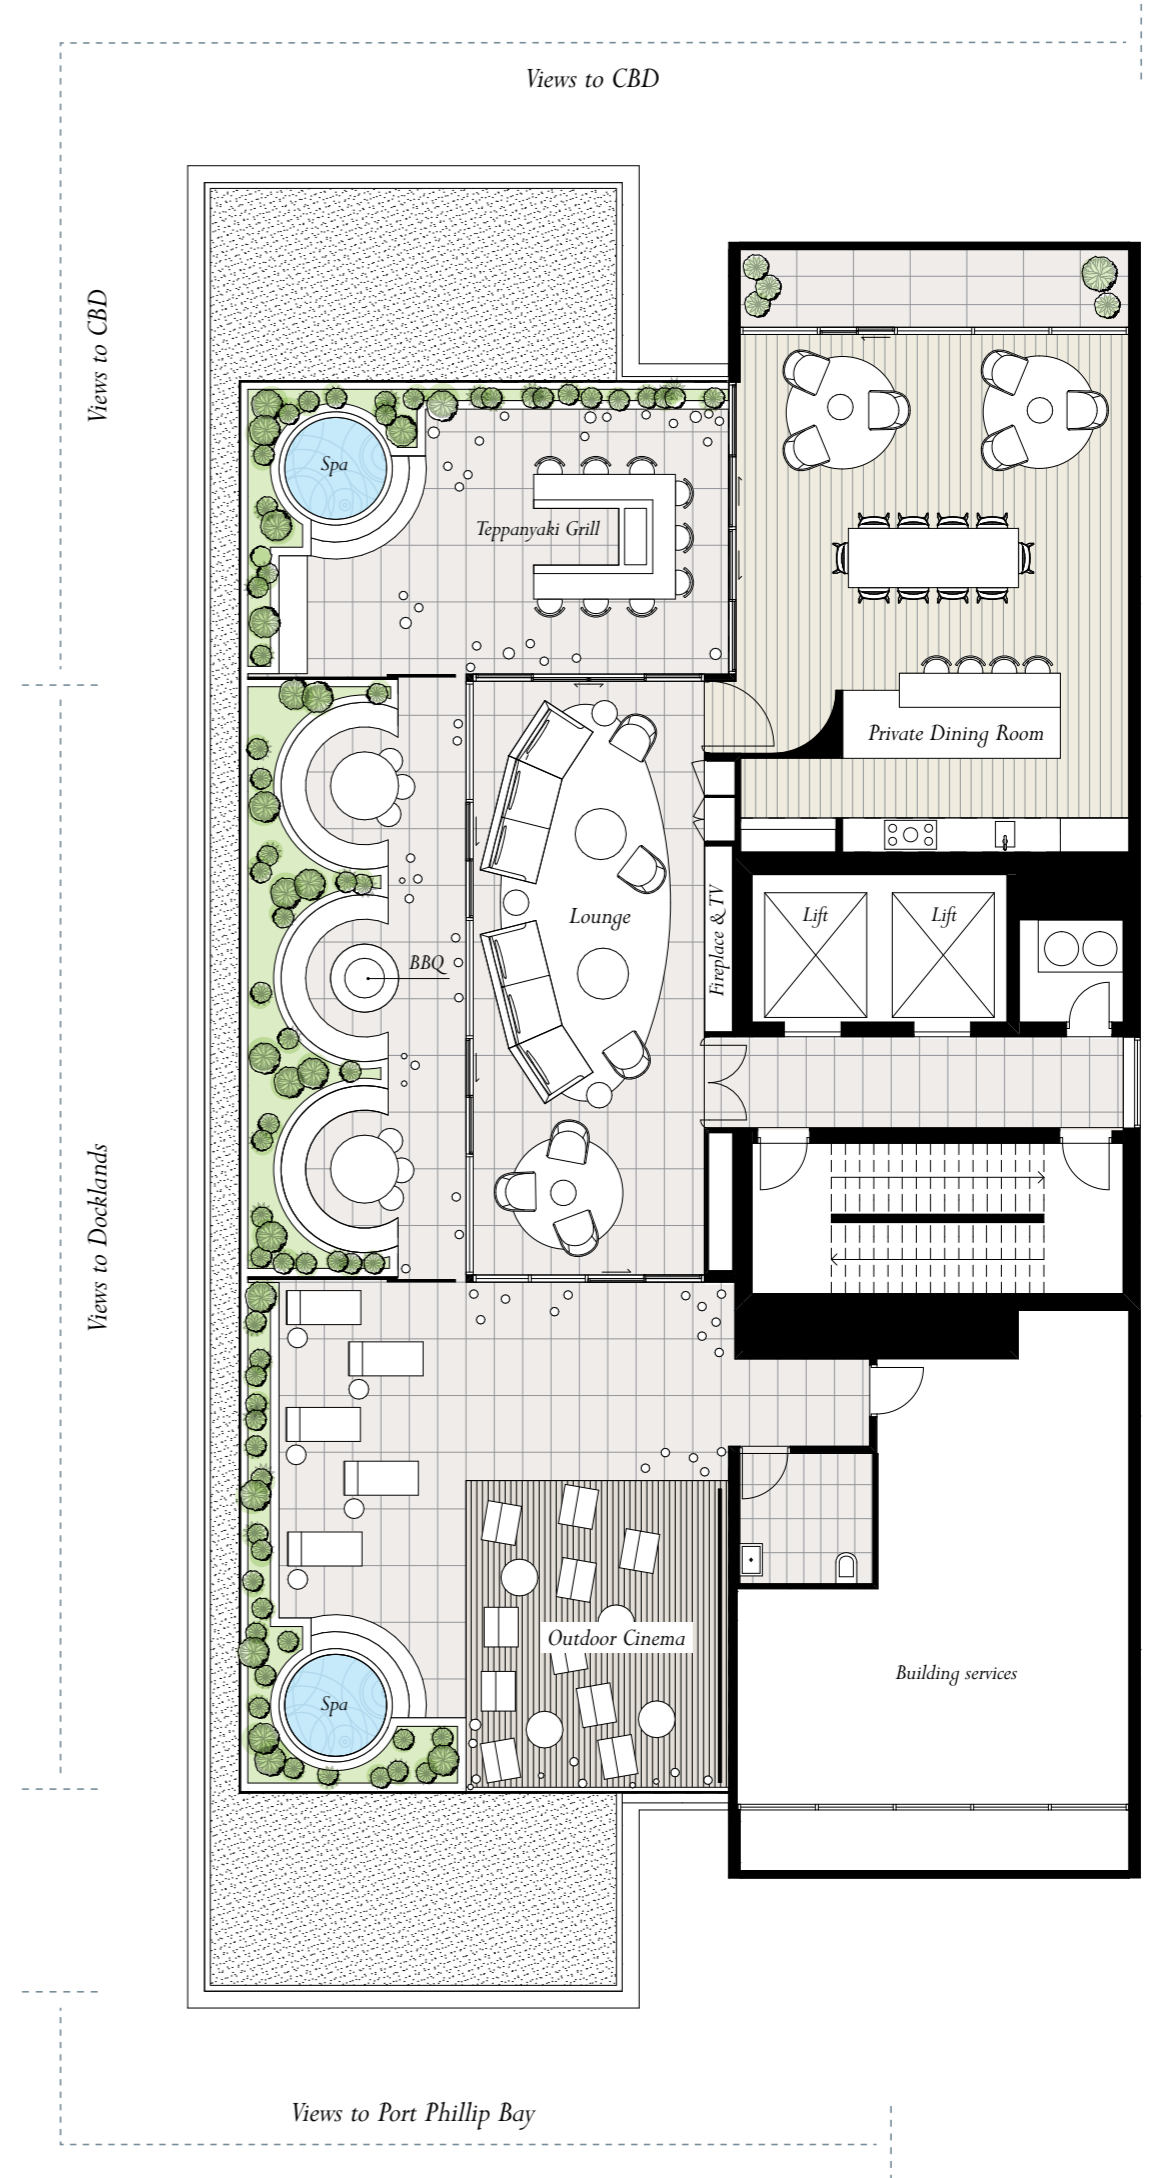 Views to CBD
Views to CBD
Spa
Teppanyaki Grill
Private Dining Room
Lounge
Fireplace & TV
Lift
Lift
BBQ
Views to Docklands
Outdoor Cinema
Building services
Spa
Views to Port Phillip Bay